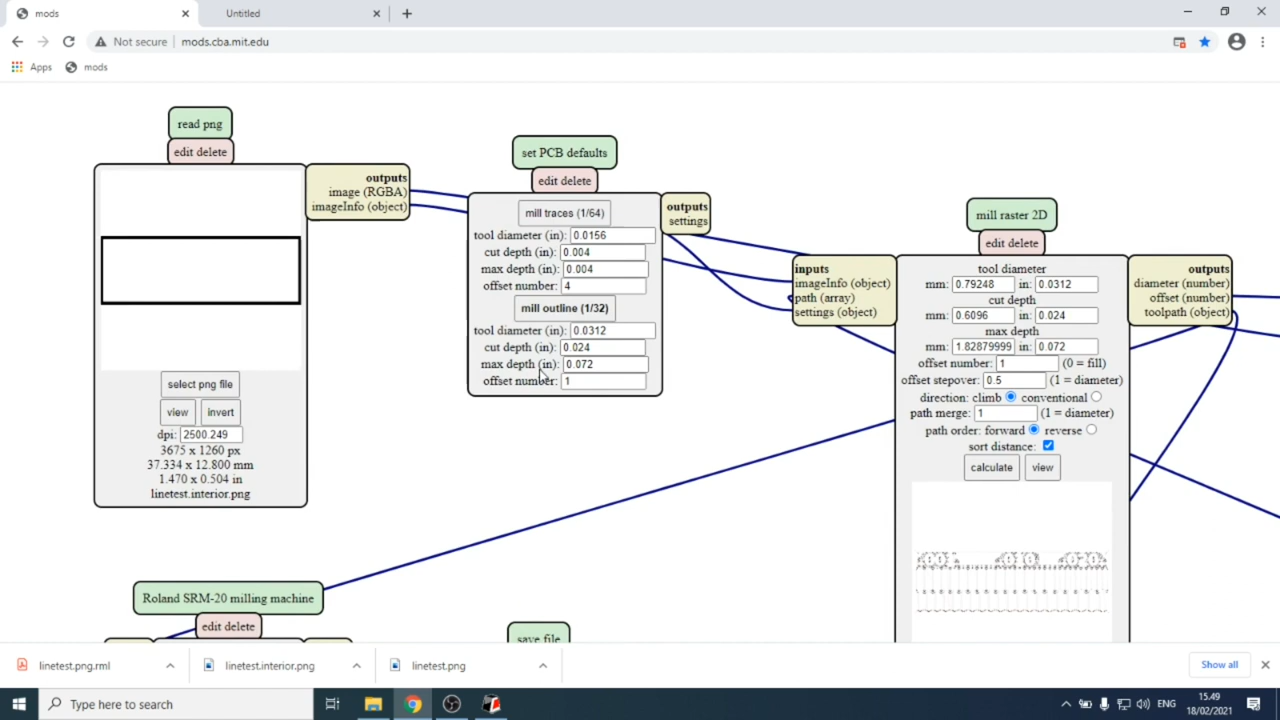 mods
Untitled
Not secure
mods.cba.mit.edu
Apps
mods
read png
edit delete
outputs
image (RGBA)
imageInfo (object)
select png file
view
invert
dpi: 2500.249
3675 x 1260 px
37.334 x 12.800 mm
1.470 x 0.504 in
linetest.interior.png
set PCB defaults
edit delete
mill traces (1/64)
tool diameter (in): 0.0156
cut depth (in): 0.004
max depth (in): 0.004
offset number: 4
mill outline (1/32)
tool diameter (in): 0.0312
cut depth (in): 0.024
max depth (in): 0.072
offset number: 1
outputs
settings
mill raster 2D
edit delete
inputs
imageInfo (object)
path (array)
settings (object)
tool diameter
mm: 0.79248 in: 0.0312
cut depth
mm: 0.6096 in: 0.024
max depth
mm: 1.82879999 in: 0.072
offset number: 1 (0 = fill)
offset stepover: 0.5 (1 = diameter)
direction: climb conventional
path merge: 1 (1 = diameter)
path order: forward reverse
sort distance:
calculate
view
outputs
diameter (number)
offset (number)
toolpath (object)
Roland SRM-20 milling machine
edit delete
save file
linetest.png.rml
linetest.interior.png
linetest.png
Show all
Type here to search
ENG
15.49
18/02/2021